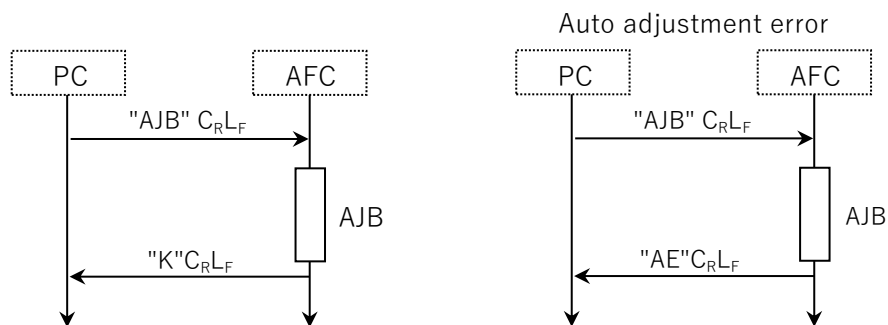 Auto adjustment error
PC
AFC
"AJB" CRLF
AJB
"K"CRLF
PC
AFC
"AJB" CRLF
AJB
"AE"CRLF